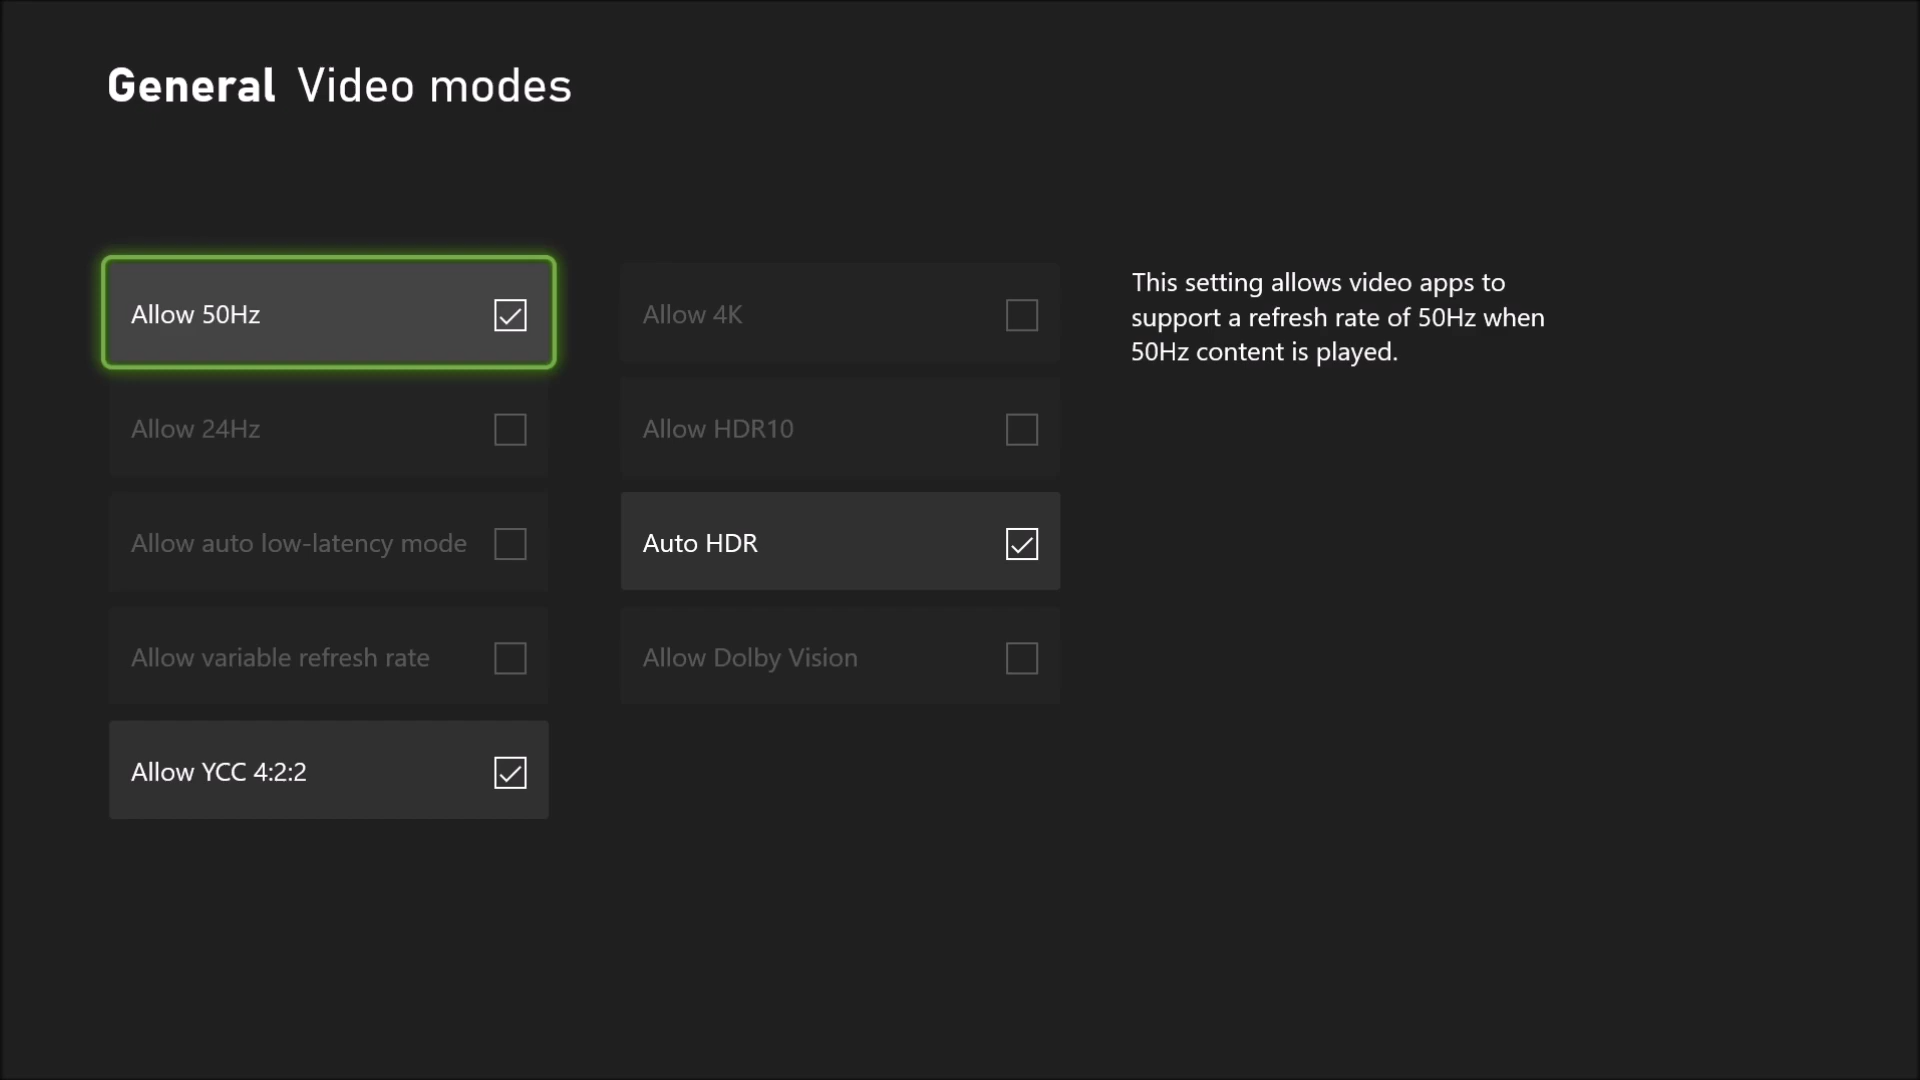 General Video modes
Allow 50Hz
Allow 24Hz
Allow auto low-latency mode
Allow variable refresh rate
Allow YCC 4:2:2
Allow 4K
Allow HDR10
Auto HDR
Allow Dolby Vision
This setting allows video apps to
support a refresh rate of 50Hz when
50Hz content is played.